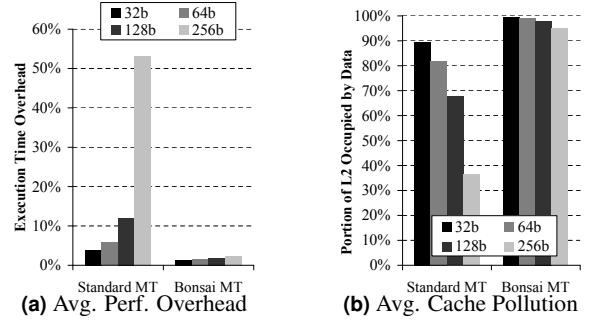 32b 64b
128b 256b
Execution Time Overhead
60%
50%
40%
30%
20%
10%
0%
Standard MT Bonsai MT
(a) Avg. Perf. Overhead
Portion of L2 Occupied by Data
100%
90%
80%
70%
60%
50%
40%
30%
20%
10%
0%
32b 64b
128b 256b
Standard MT Bonsai MT
(b) Avg. Cache Pollution